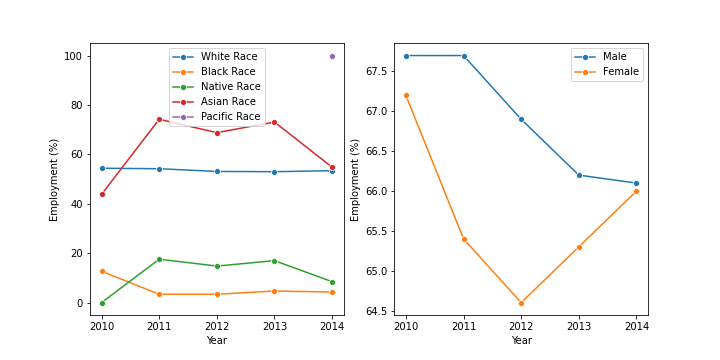 100
80
60
40
20
0
Employment (%)
White Race
Black Race
Native Race
Asian Race
Pacific Race
2010 2011 2012 2013 2014
Year
67.5
67.0
66.5
66.0
65.5
65.0
64.5
Employment (%)
Male
Female
2010 2011 2012 2013 2014
Year